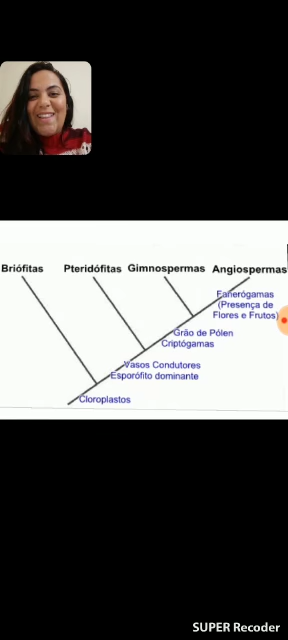 Briófitas Pteridófitas Gimnospermas Angiospermas
Fanerógamas
(Presença de
Flores e Frutos)
Grão de Pólen
Criptógamas
Vasos Condutores
Esporófito dominante
Cloroplastos
SUPER Recoder